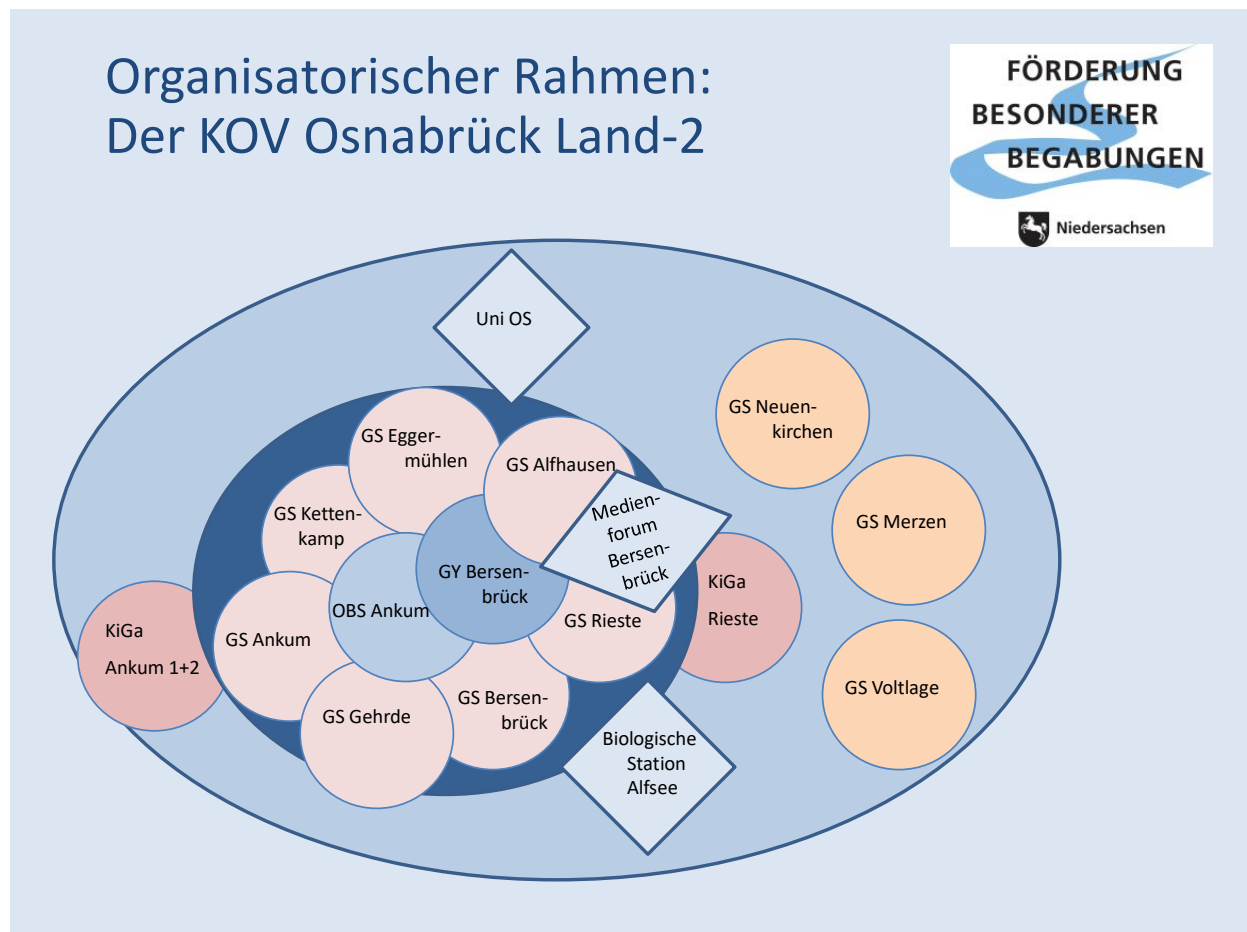 Organisatorischer Rahmen:
Der KOV Osnabrück Land-2
FÖRDERUNG
BESONDERER
BEGABUNGEN
Niedersachsen
Uni OS
GS Neuen-
kirchen
GS Egger-
mühlen
GS Alfhausen
Medien-
forum
Bersen-
brück
GS Ketten-
kamp
GS Merzen
GY Bersen-
brück
KiGa
Rieste
OBS Ankum
GS Rieste
KiGa
Ankum 1+2
GS Ankum
GS Voltlage
GS Gehrde
GS Bersen-
brück
Biologische
Station
Alfsee